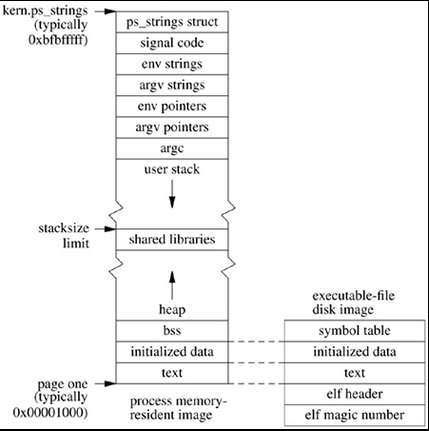 kern.ps_strings
(typically
0xbfbfffff)
ps_strings struct
signal code
env strings
argv strings
env pointers
argv pointers
argc
user stack
stacksize
limit
shared libraries
heap
bss
initialized data
text
page one
(typically
0x00001000)
process memory-
resident image
executable-file
disk image
symbol table
initialized data
text
elf header
elf magic number